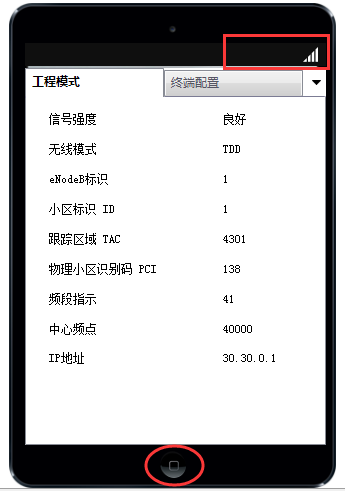 工程模式 终端配置
信号强度 良好
无线模式 TDD
eNodeB标识 1
小区标识 ID 1
跟踪区域 TAC 4301
物理小区识别码 PCI 138
频段指示 41
中心频点 40000
IP地址 30.30.0.1